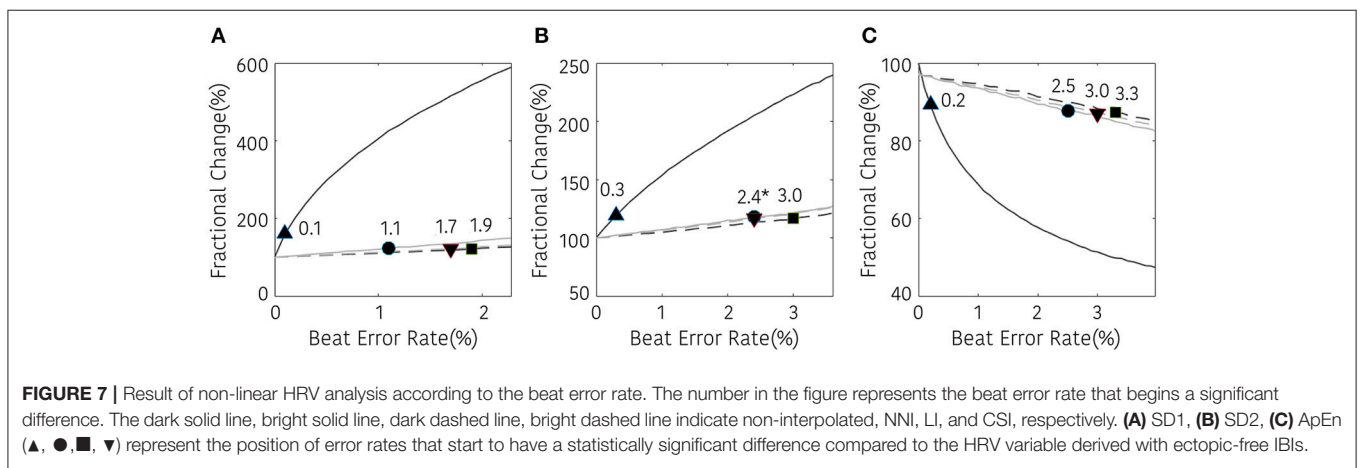 A
B
C
Fractional Change(%)
600
400
200
0
0.1
1.1
1.7
1.9
0
1
2
Beat Error Rate(%)
Fractional Change(%)
250
200
150
100
50
0.3
2.4*
3.0
0
1
2
3
Beat Error Rate(%)
Fractional Change(%)
100
80
60
40
0.2
2.5
3.0
3.3
0
1
2
3
Beat Error Rate(%)
FIGURE 7 | Result of non-linear HRV analysis according to the beat error rate. The number in the figure represents the beat error rate that begins a significant
difference. The dark solid line, bright solid line, dark dashed line, bright dashed line indicate non-interpolated, NNI, LI, and CSI, respectively. (A) SD1, (B) SD2, (C) ApEn
(▲, ●,■, ▼) represent the position of error rates that start to have a statistically significant difference compared to the HRV variable derived with ectopic-free IBIs.